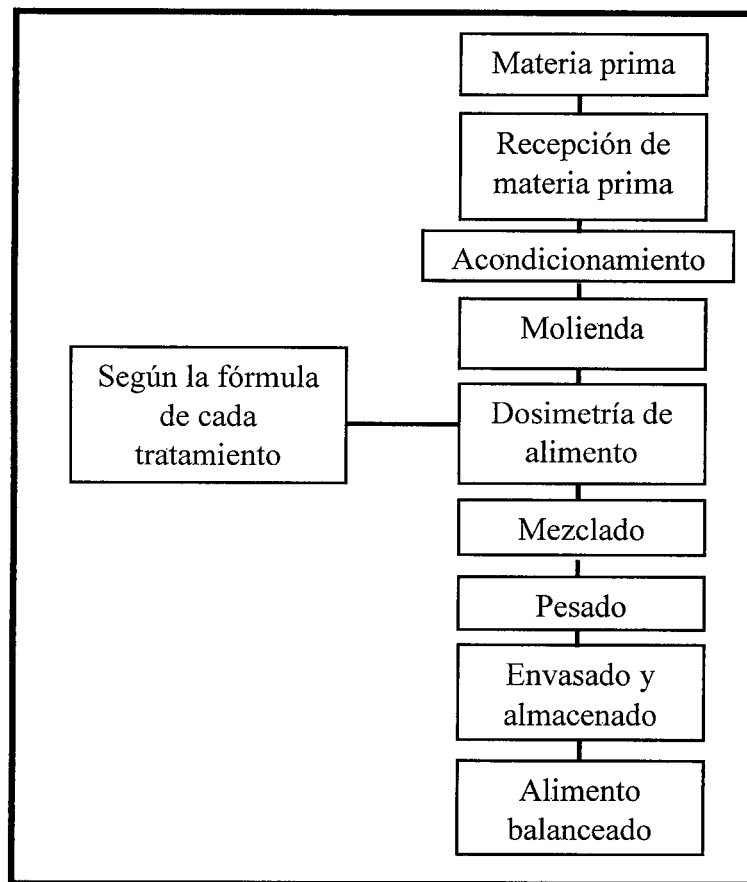 Materia prima
Recepción de
materia prima
Acondicionamiento
Molienda
Según la fórmula
de cada
tratamiento
Dosimetría de
alimento
Mezclado
Pesado
Envasado y
almacenado
Alimento
balanceado